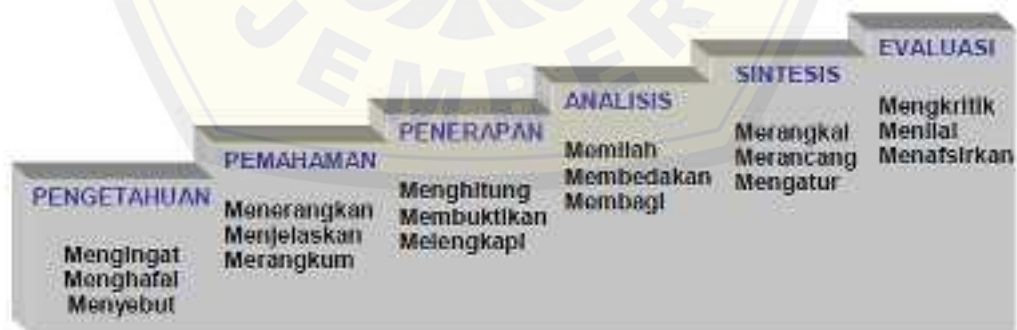 JEMBER
PENGETAHUAN
Mengingat
Menghafal
Menyebut
PEMAHAMAN
Menerangkan
Menjelaskan
Merangkum
PENERAPAN
Menghitung
Membuktikan
Melengkapi
ANALISIS
Memilah
Membedakan
Membagi
SINTESIS
Merangkai
Merancang
Mengatur
EVALUASI
Mengkritik
Menilai
Menafsirkan